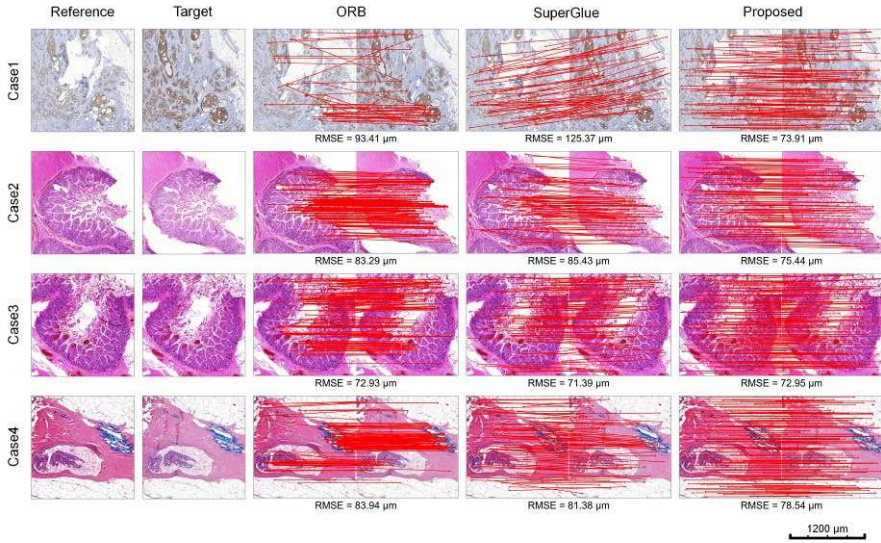 Reference Target ORB SuperGlue Proposed
Case1
RMSE = 93.41 µm RMSE = 125.37 µm RMSE = 73.91 µm
Case2
RMSE = 83.29 µm RMSE = 85.43 µm RMSE = 75.44 µm
Case3
RMSE = 72.93 µm RMSE = 71.39 µm RMSE = 72.95 µm
Case4
RMSE = 83.94 µm RMSE = 81.38 µm RMSE = 78.54 µm
1200 µm